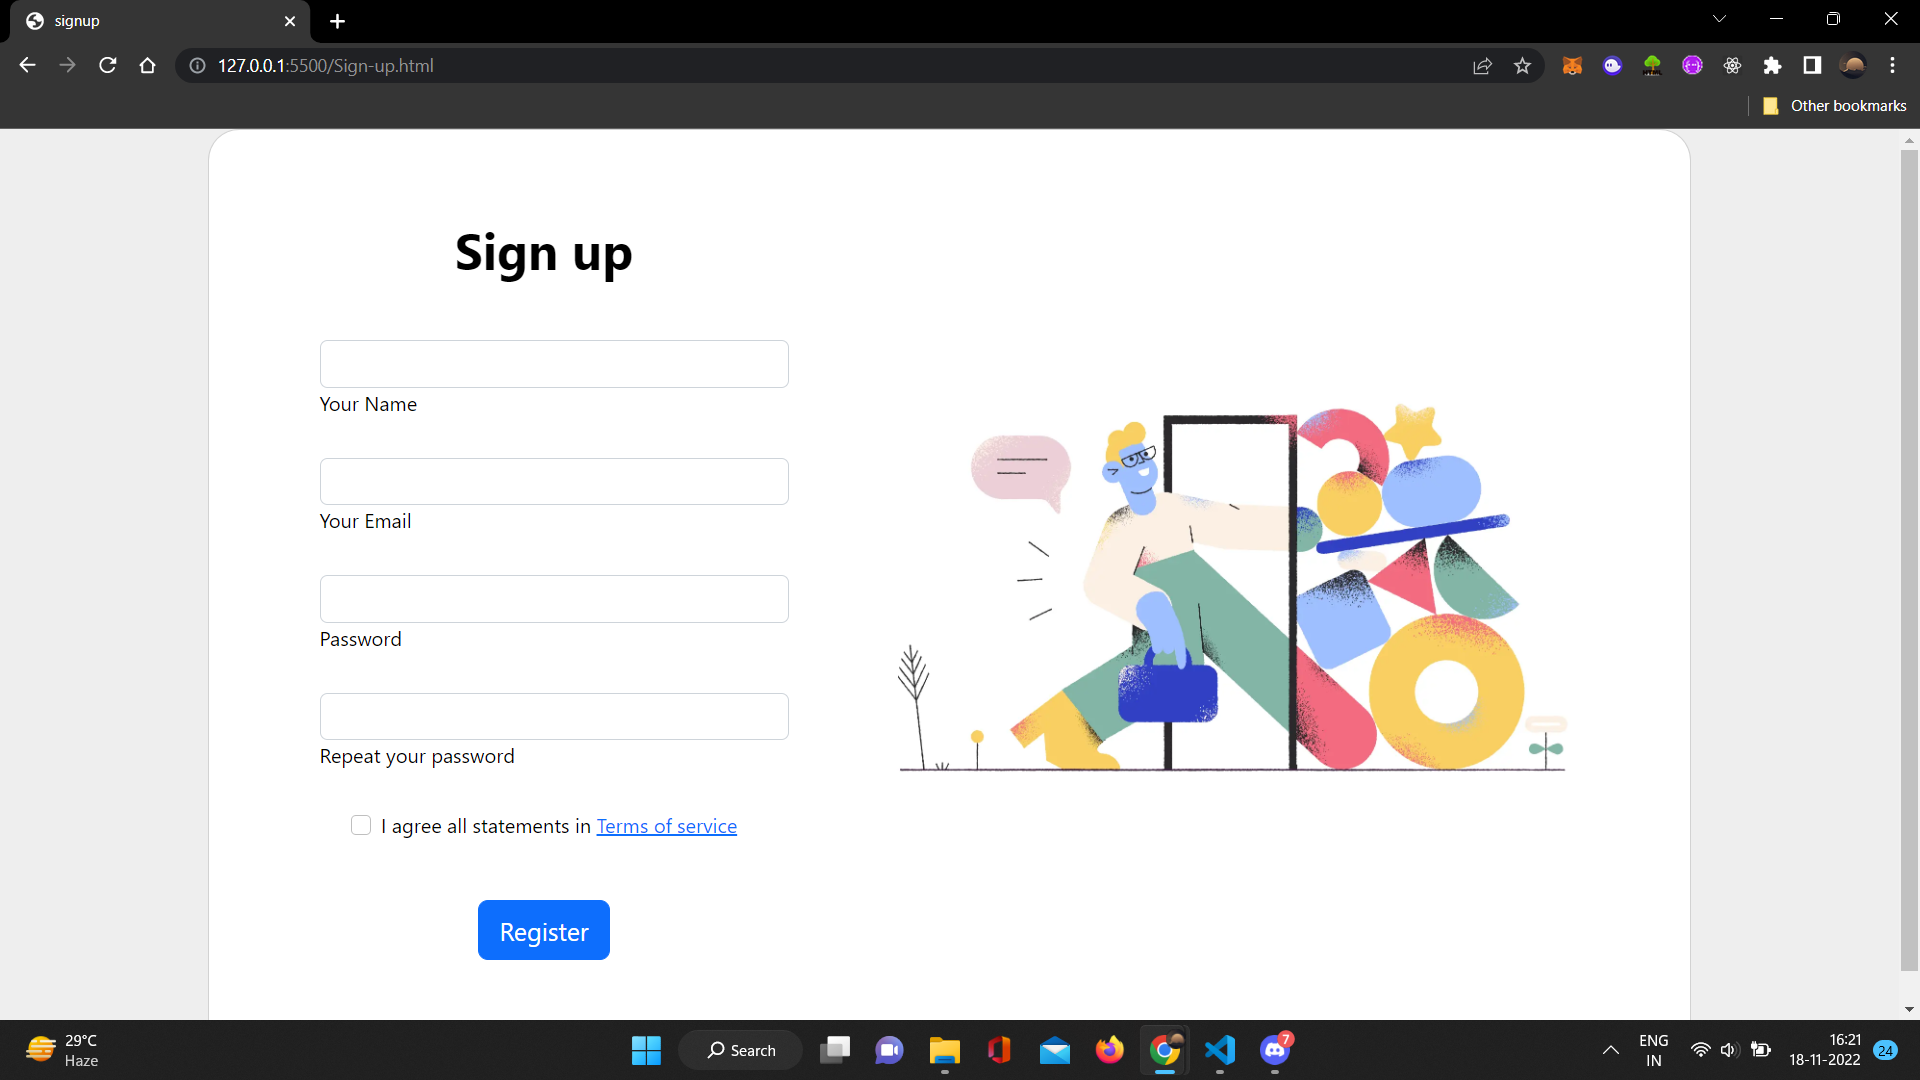 signup
127.0.0.1:5500/Sign-up.html
Other bookmarks
Sign up
Your Name
Your Email
Password
Repeat your password
I agree all statements in Terms of service
Register
29°C
Haze
Search
7
ENG
IN
16:21
18-11-2022
24